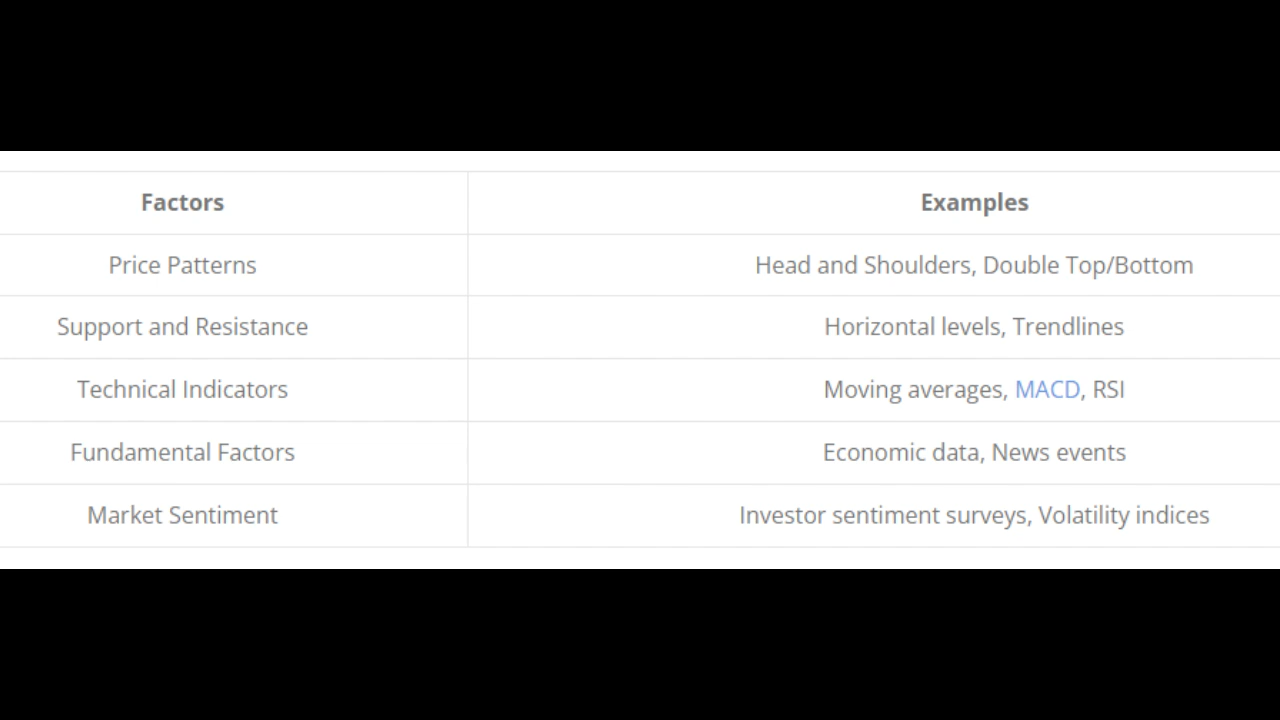 Factors Examples
Price Patterns Head and Shoulders, Double Top/Bottom
Support and Resistance Horizontal levels, Trendlines
Technical Indicators Moving averages, MACD, RSI
Fundamental Factors Economic data, News events
Market Sentiment Investor sentiment surveys, Volatility indices